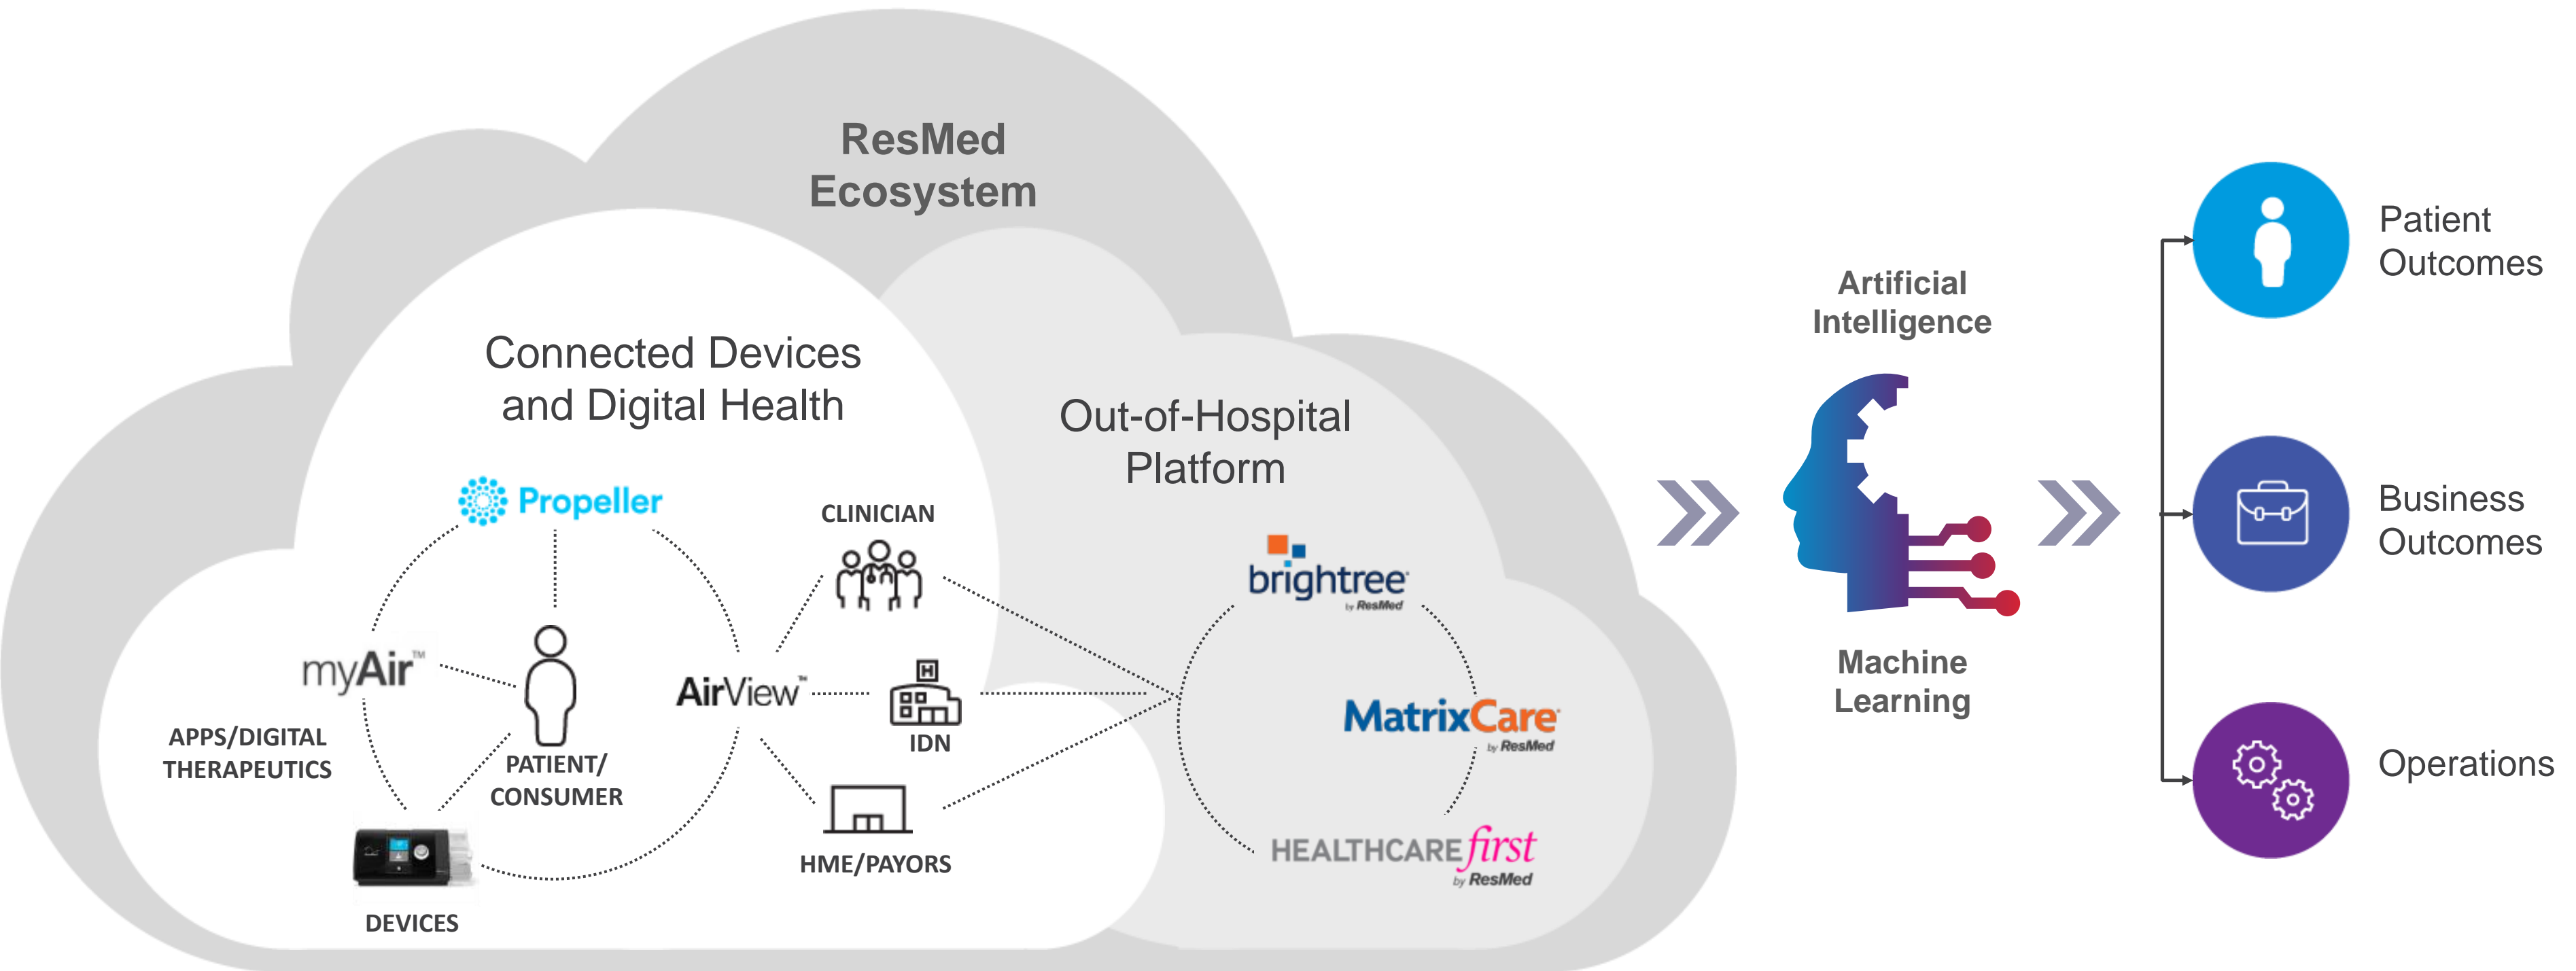 ResMed
Ecosystem
Connected Devices
and Digital Health
Out-of-Hospital
Platform
Propeller
CLINICIAN
myAir™
AirView™
H
IDN
APPS/DIGITAL
THERAPEUTICS
PATIENT/
CONSUMER
HME/PAYORS
DEVICES
brightree
by ResMed
MatrixCare
by ResMed
HEALTHCARE first
by ResMed
Artificial
Intelligence
Machine
Learning
Patient
Outcomes
Business
Outcomes
Operations